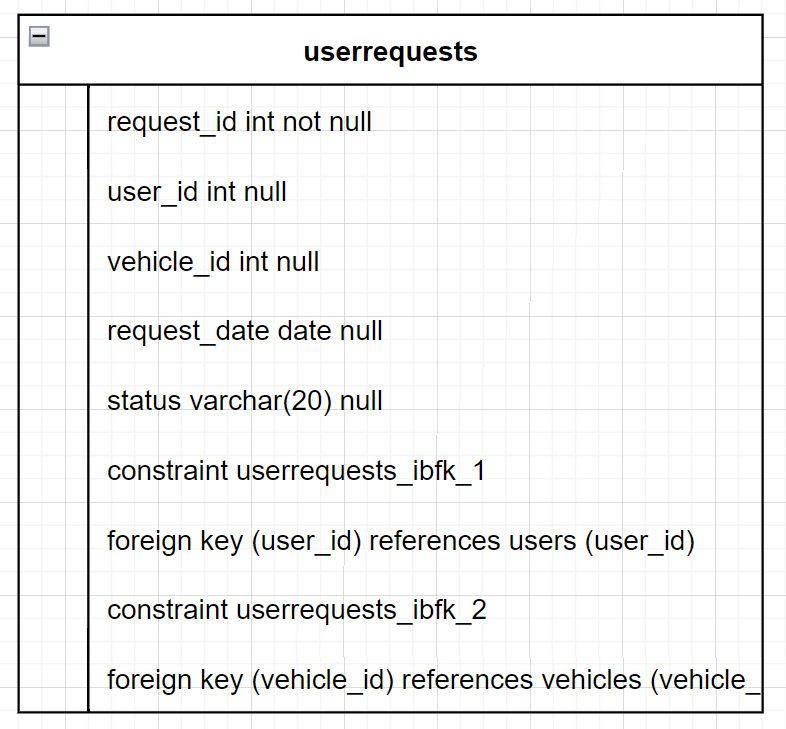 userrequests
request_id int not null
user_id int null
vehicle_id int null
request_date date null
status varchar(20) null
constraint userrequests_ibfk_1
foreign key (user_id) references users (user_id)
constraint userrequests_ibfk_2
foreign key (vehicle_id) references vehicles (vehicle_